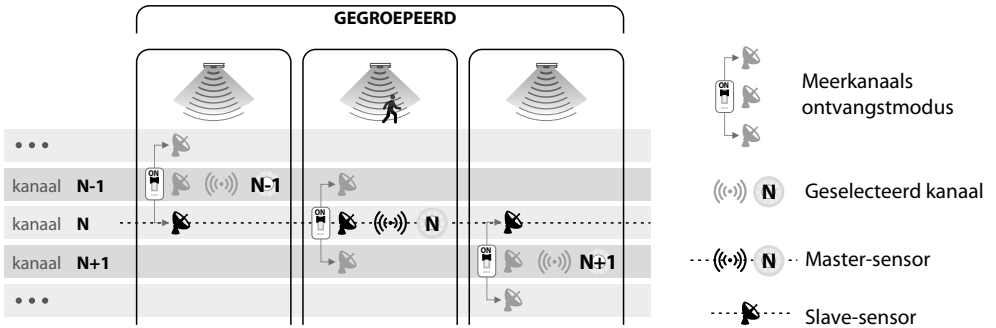 GEGROEPEERD
ON
ON
ON
ON
• • •
kanaal N-1
N-1
kanaal N
N
kanaal N+1
N+1
• • •
Meerkanaals
ontvangstmodus
N Geselecteerd kanaal
N Master-sensor
Slave-sensor